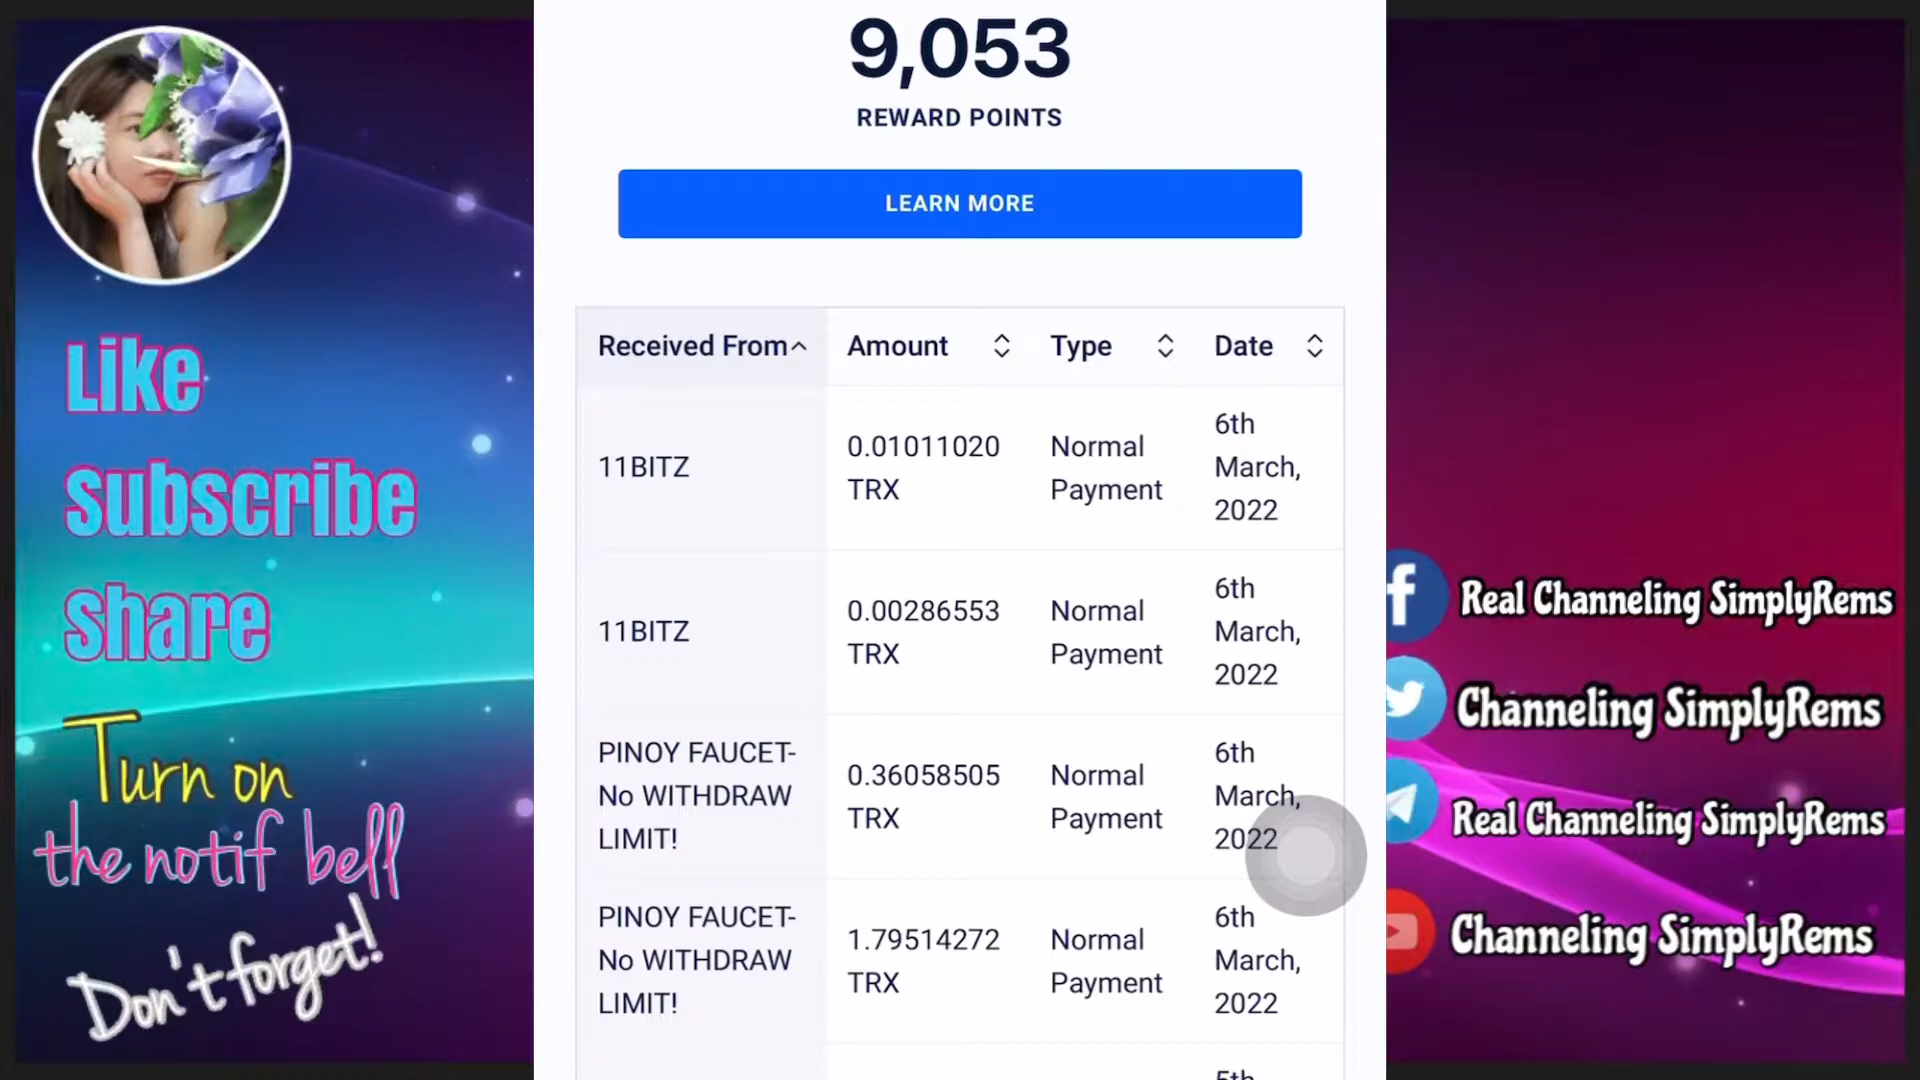 9,053
REWARD POINTS
LEARN MORE
Received From Amount Type Date
11BITZ
0.01011020
TRX
Normal
Payment
6th
March,
2022
11BITZ
0.00286553
TRX
Normal
Payment
6th
March,
2022
PINOY FAUCET-
No WITHDRAW
LIMIT!
0.36058505
TRX
Normal
Payment
6th
March,
2022
PINOY FAUCET-
No WITHDRAW
LIMIT!
1.79514272
TRX
Normal
Payment
6th
March,
2022
5th
Like
Subscribe
Share
Turn on
the notif bell
Don't forget!
Real Channeling SimplyRems
Channeling SimplyRems
Real Channeling SimplyRems
Channeling SimplyRems